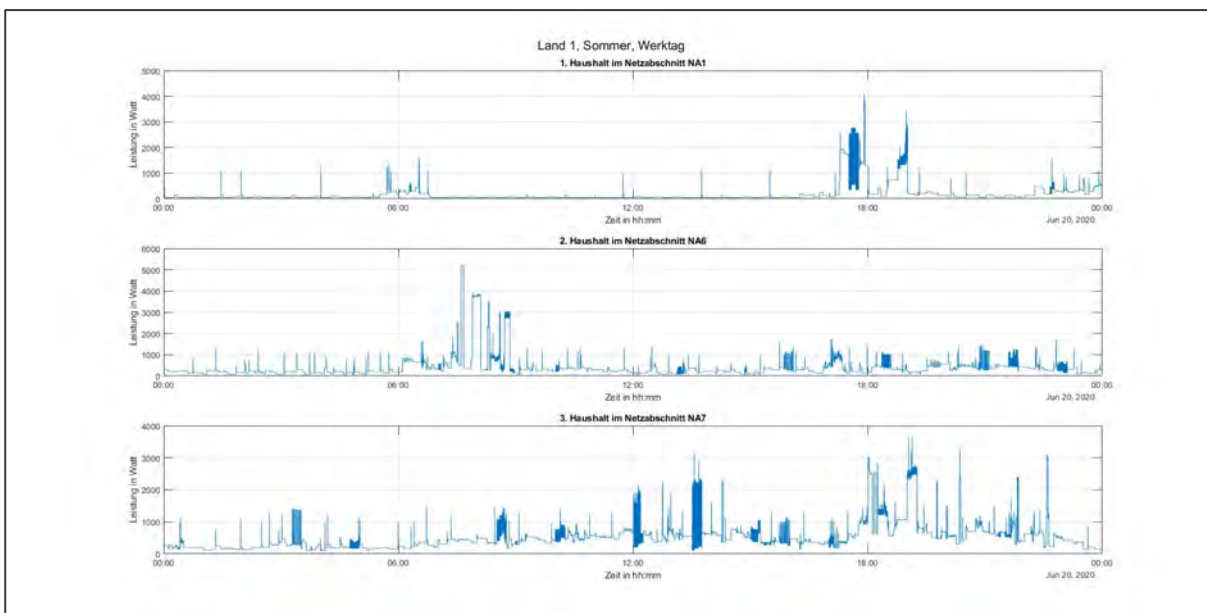 Land 1, Sommer, Werktag
1. Haushalt im Netzabschnitt NA1
Leistung in Watt
5000
4000
3000
2000
1000
0
00:00 06:00 12:00 18:00 00:00
Zeit in hh:mm
Jun 20, 2020
2. Haushalt im Netzabschnitt NA6
Leistung in Watt
6000
5000
4000
3000
2000
1000
0
00:00 06:00 12:00 18:00 00:00
Zeit in hh:mm
Jun 20, 2020
3. Haushalt im Netzabschnitt NA7
Leistung in Watt
4000
3000
2000
1000
0
00:00 06:00 12:00 18:00 00:00
Zeit in hh:mm
Jun 20, 2020